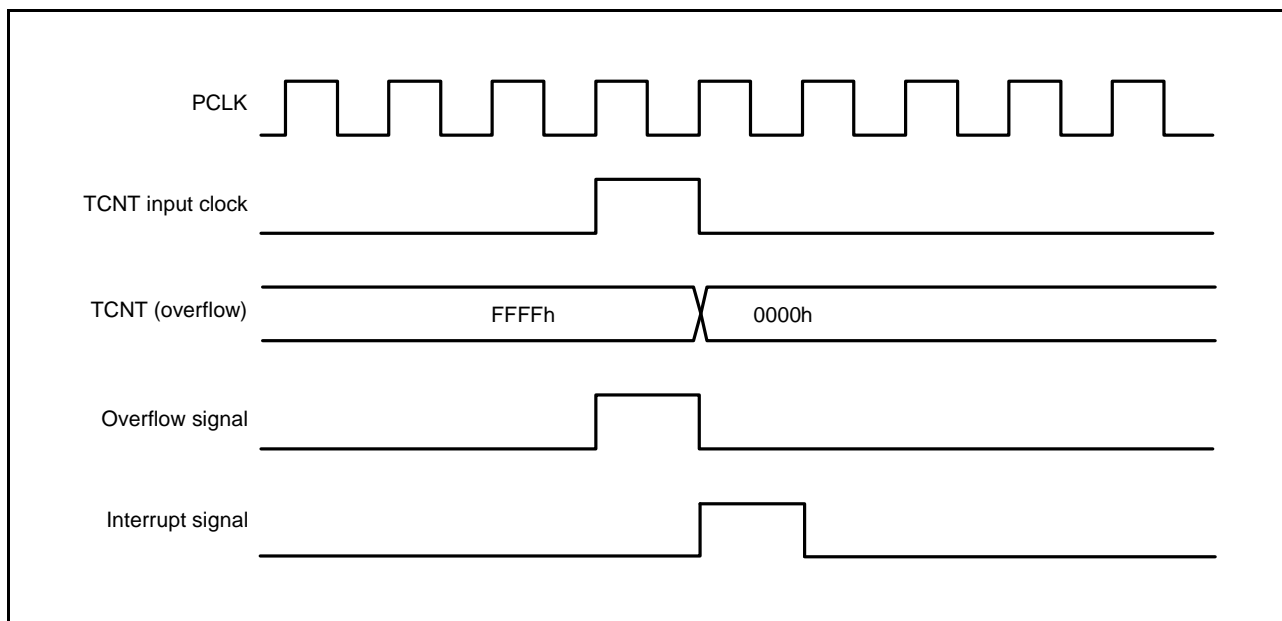 PCLK
TCNT input clock
TCNT (overflow)
FFFFh
0000h
Overflow signal
Interrupt signal